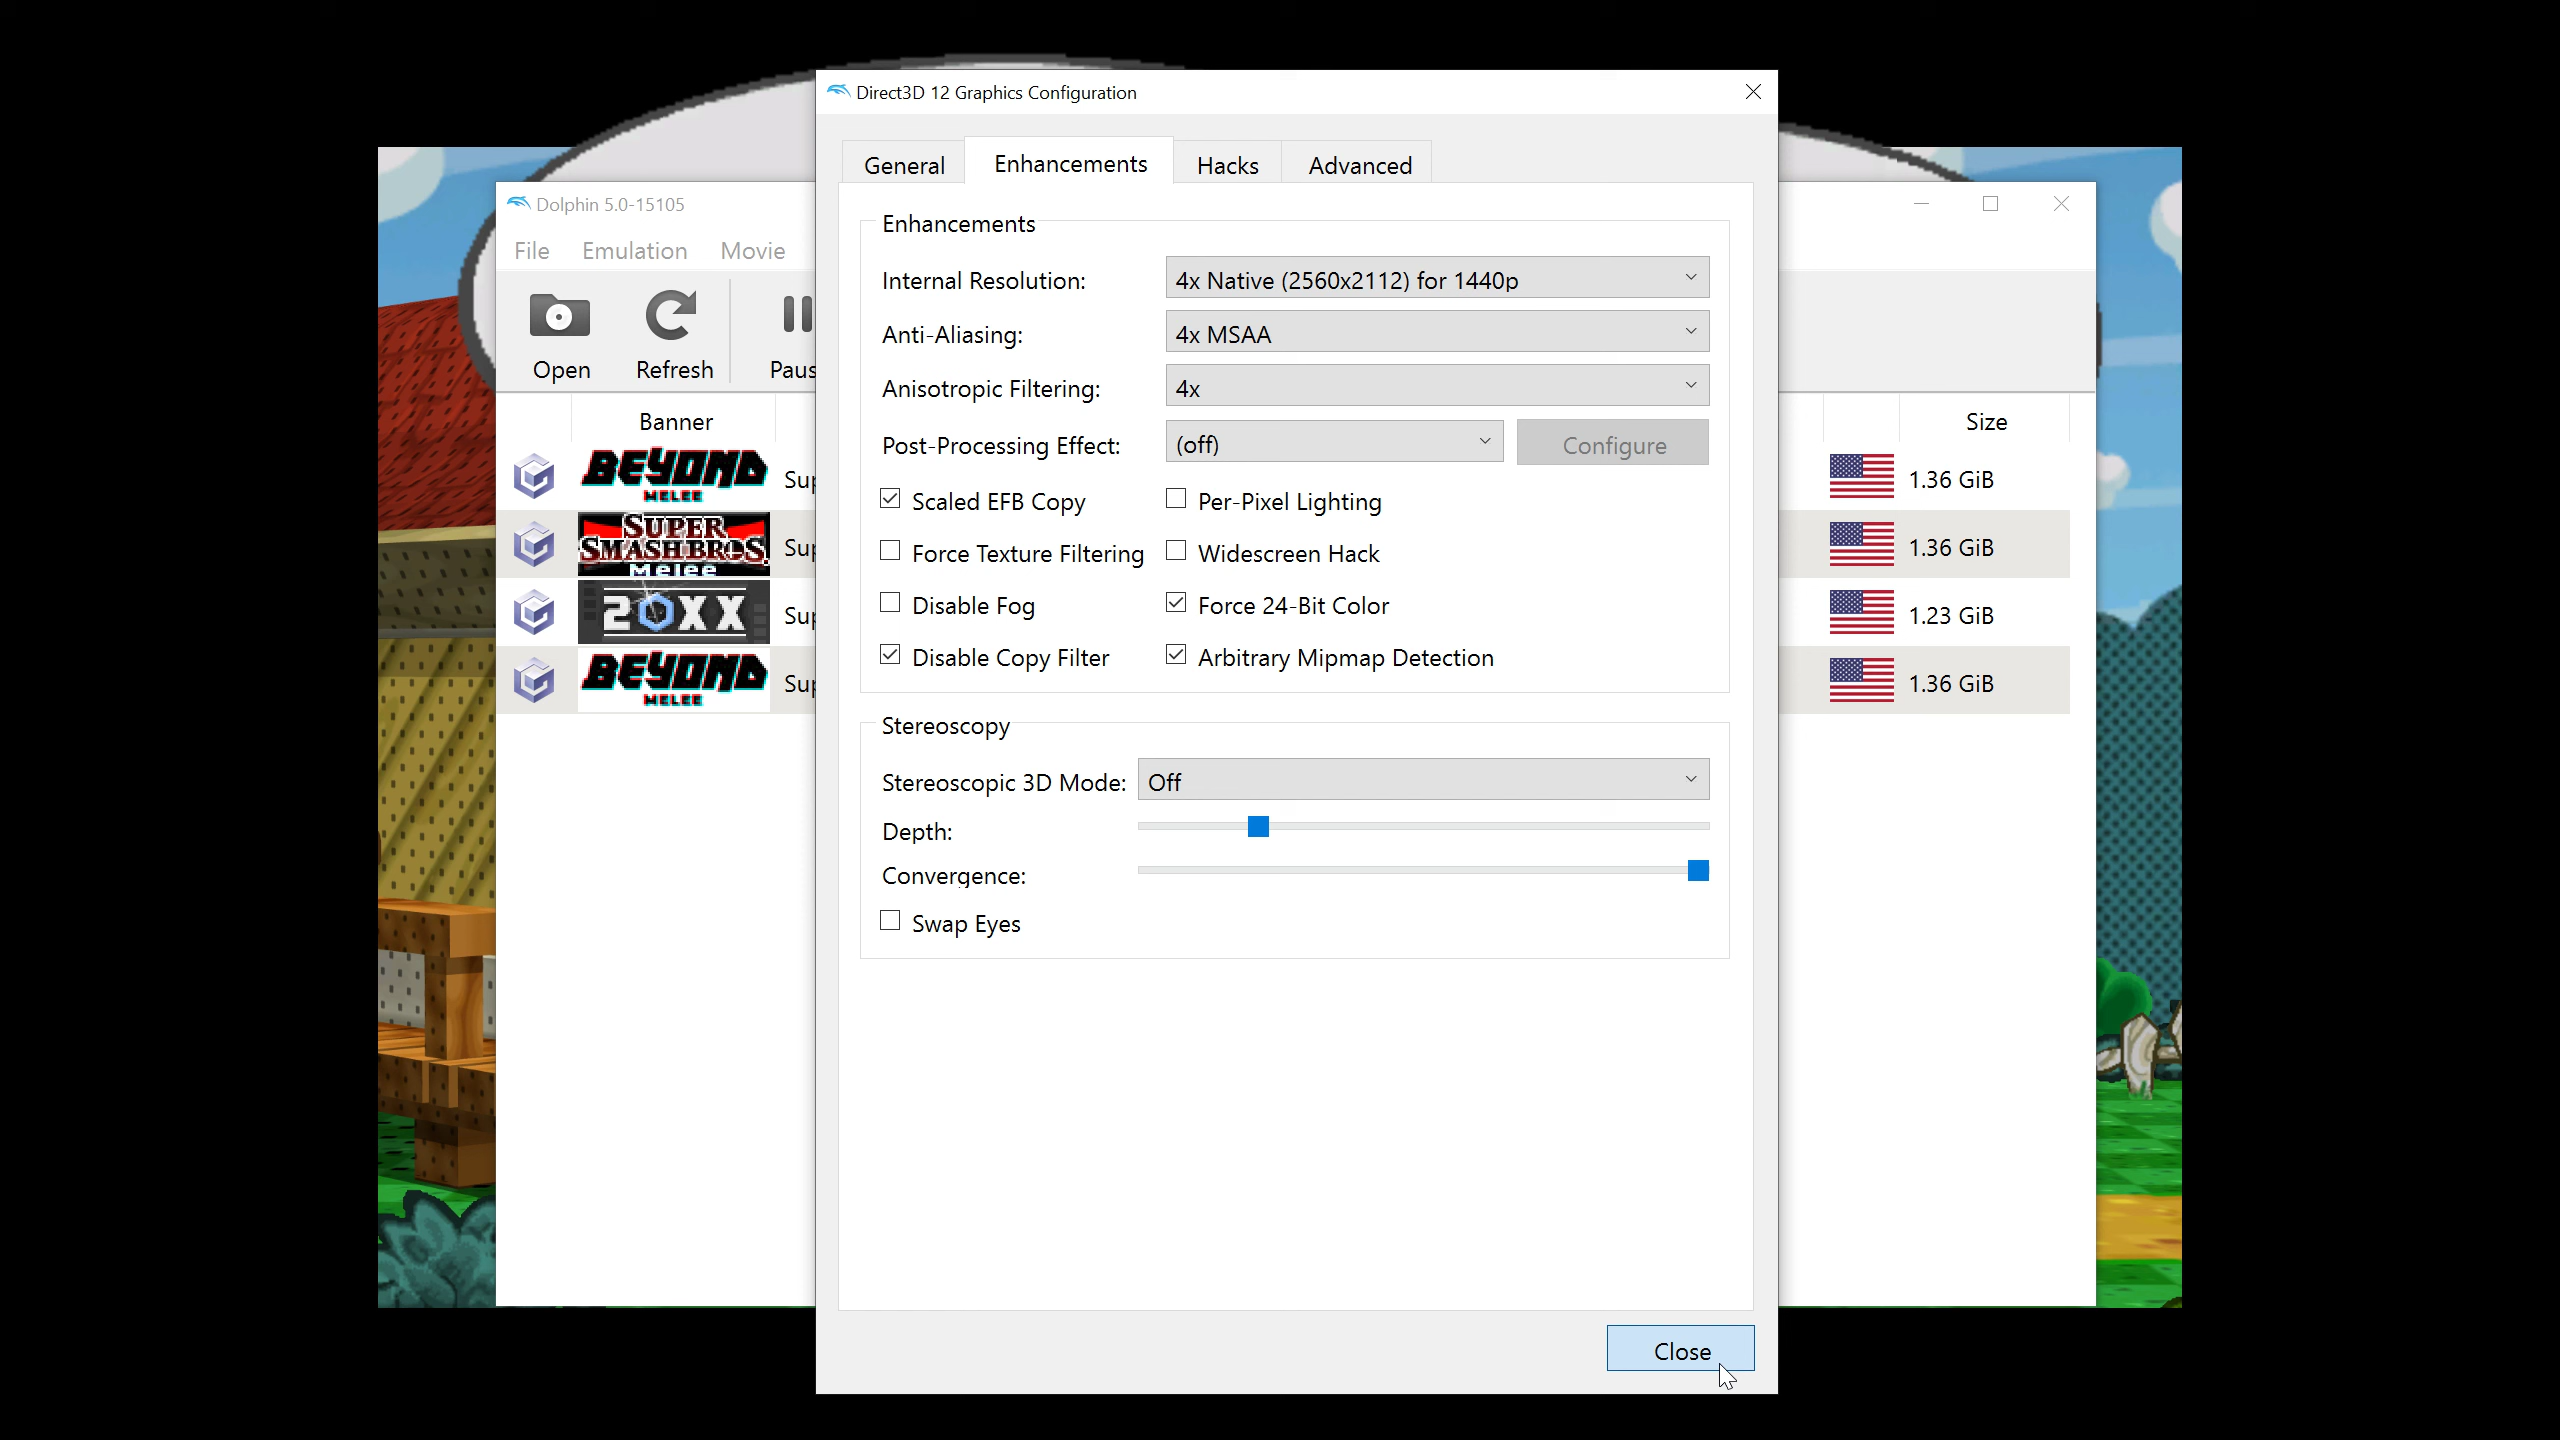 Direct3D 12 Graphics Configuration
General Enhancements Hacks Advanced
Dolphin 5.0-15105
File Emulation Movie
Open Refresh Paus
Banner Size
BEYOND
MELEE
Sup 1.36 GiB
SUPER
SMASH BROS.
Melee
Sup 1.36 GiB
20XX Sup 1.23 GiB
BEYOND
MELEE
Sup 1.36 GiB
Enhancements
Internal Resolution: 4x Native (2560x2112) for 1440p
Anti-Aliasing: 4x MSAA
Anisotropic Filtering: 4x
Post-Processing Effect: (off) Configure
Scaled EFB Copy Per-Pixel Lighting
Force Texture Filtering Widescreen Hack
Disable Fog Force 24-Bit Color
Disable Copy Filter Arbitrary Mipmap Detection
Stereoscopy
Stereoscopic 3D Mode: Off
Depth:
Convergence:
Swap Eyes
Close